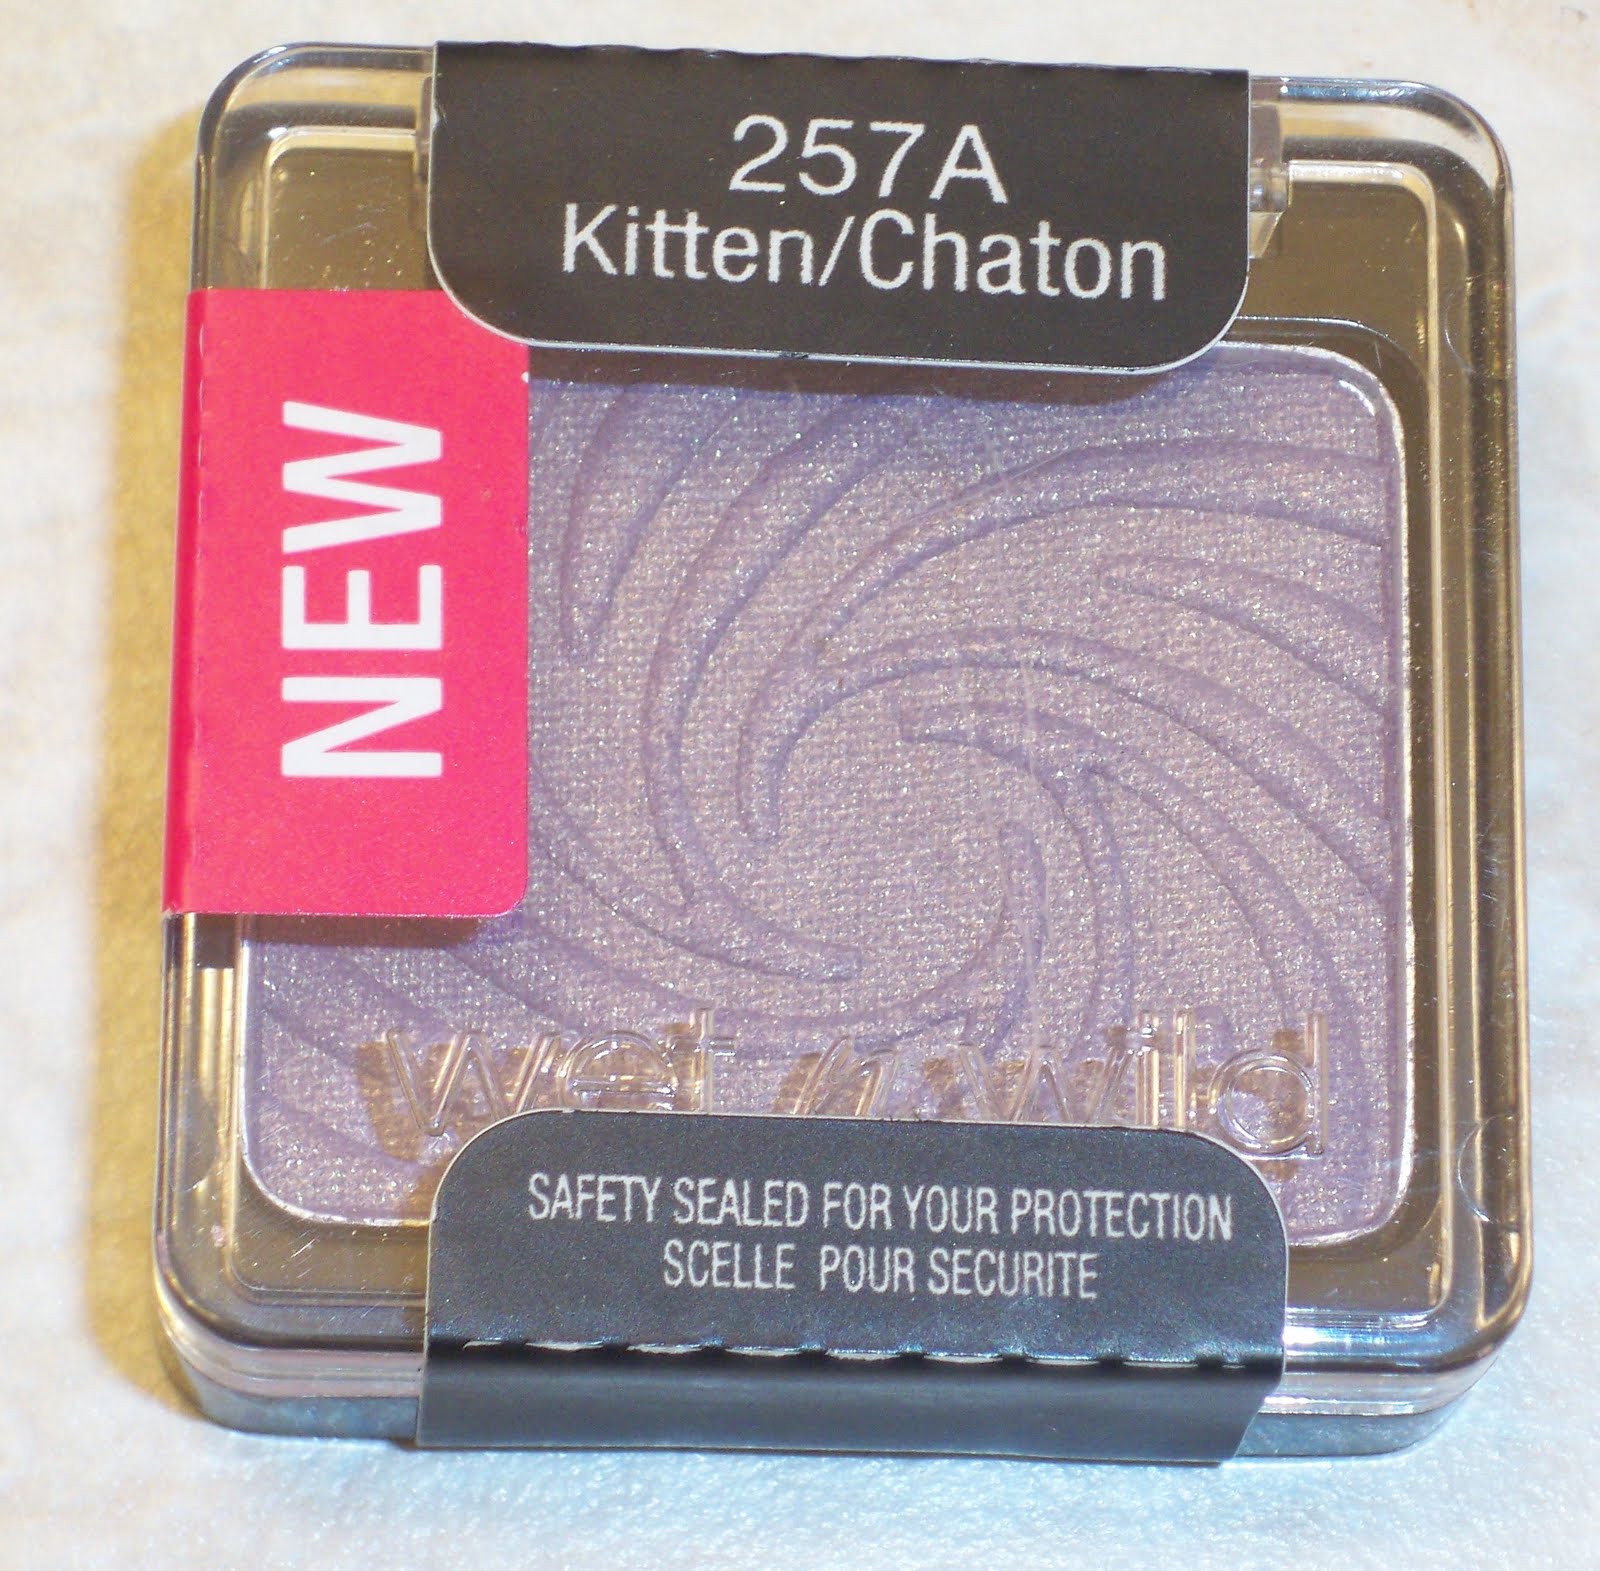 257A
Kitten/Chaton
NEW
wet n wild
SAFETY SEALED FOR YOUR PROTECTION
SCELLE POUR SECURITE